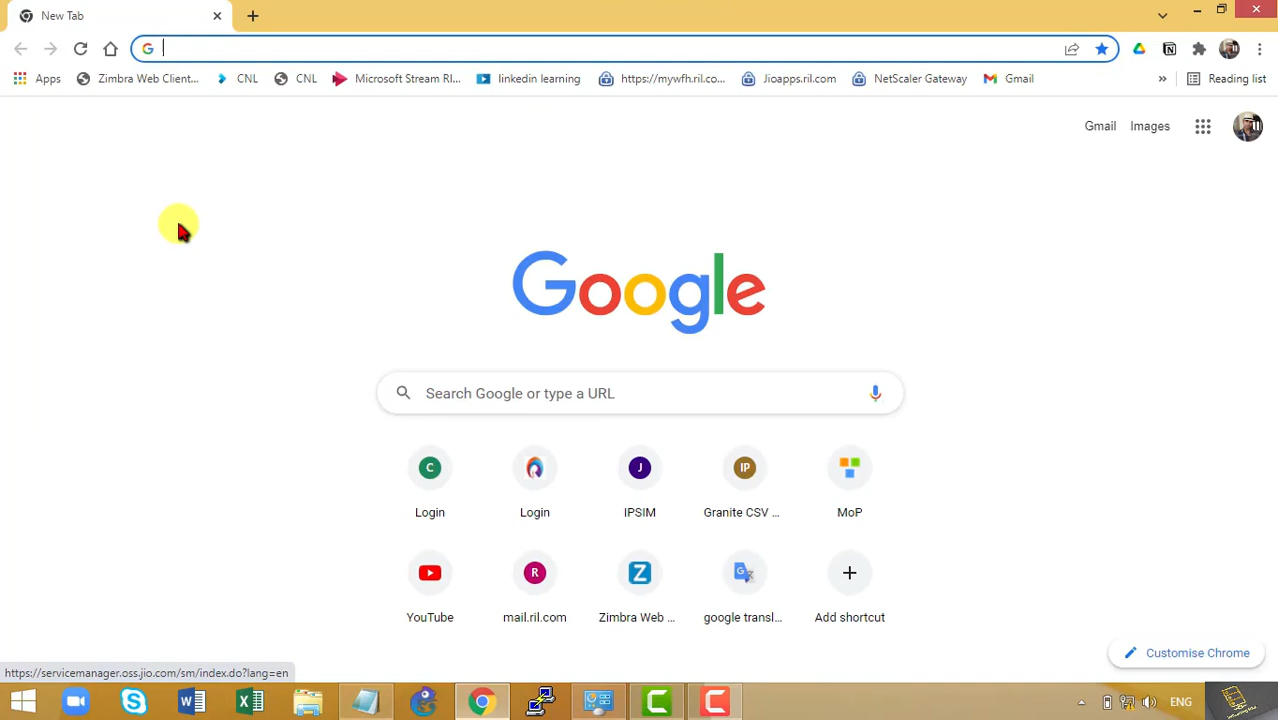 New Tab
Apps
Zimbra Web Client...
CNL
CNL
Microsoft Stream RI...
linkedin learning
https://mywfh.ril.co...
Jioapps.ril.com
NetScaler Gateway
Gmail
»
Reading list
Gmail
Images
Google
Search Google or type a URL
C
J
IP
Login
Login
IPSIM
Granite CSV ...
MoP
R
Z
YouTube
mail.ril.com
Zimbra Web ...
google transl...
Add shortcut
Customise Chrome
https://servicemanager.oss.jio.com/sm/index.do?lang=en
ENG